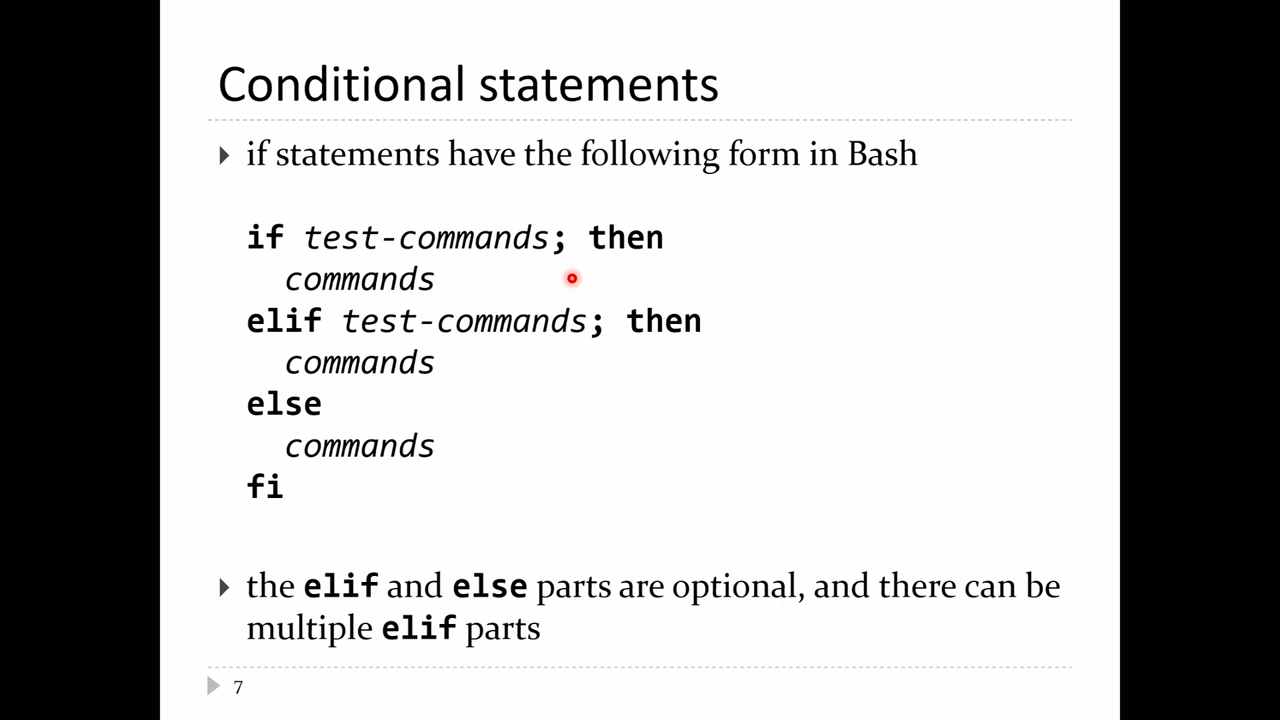 Conditional statements
if statements have the following form in Bash
if test-commands; then
commands
elif test-commands; then
commands
else
commands
fi
the elif and else parts are optional, and there can be
multiple elif parts
7